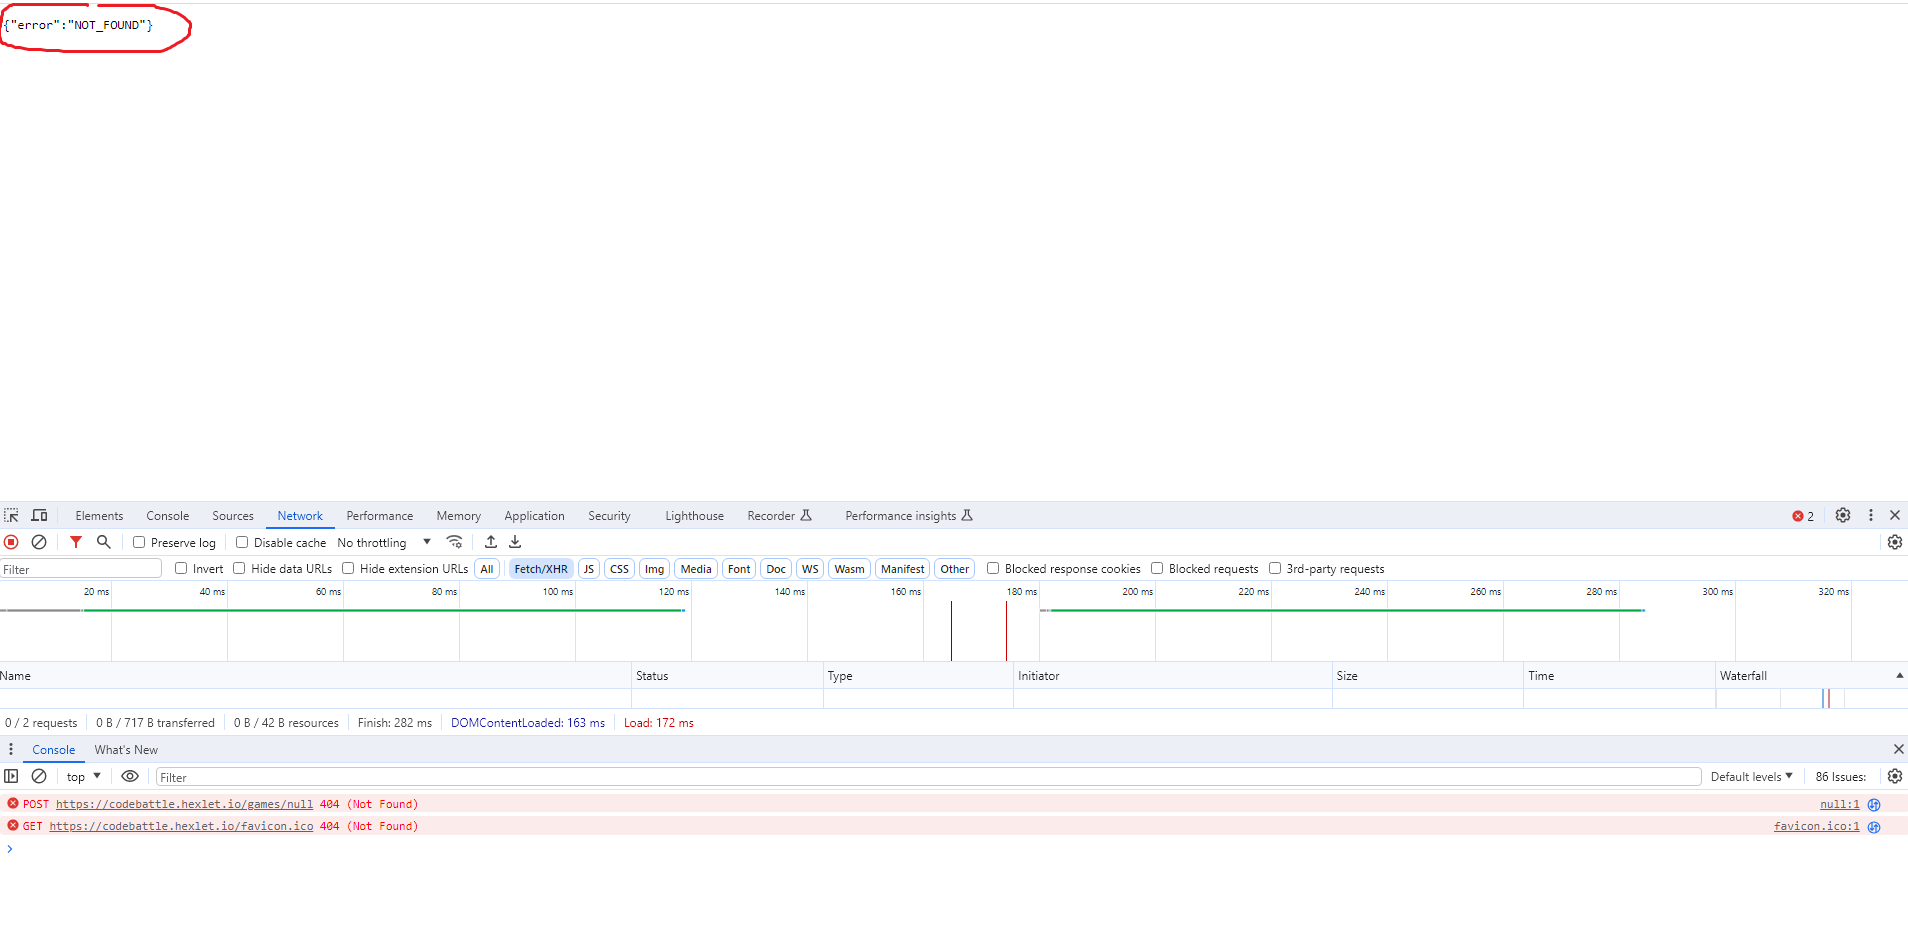 {"error":"NOT_FOUND"}
Elements Console Sources Network Performance Memory Application Security Lighthouse Recorder Performance insights 2
Preserve log Disable cache No throttling
Filter Invert Hide data URLs Hide extension URLs All Fetch/XHR JS CSS Img Media Font Doc WS Wasm Manifest Other Blocked response cookies Blocked requests 3rd-party requests
20 ms 40 ms 60 ms 80 ms 100 ms 120 ms 140 ms 160 ms 180 ms 200 ms 220 ms 240 ms 260 ms 280 ms 300 ms 320 ms
Name Status Type Initiator Size Time Waterfall
0 / 2 requests 0 B / 717 B transferred 0 B / 42 B resources Finish: 282 ms DOMContentLoaded: 163 ms Load: 172 ms
Console What's New
top Filter Default levels 86 Issues:
POST https://codebattle.hexlet.io/games/null 404 (Not Found) null:1
GET https://codebattle.hexlet.io/favicon.ico 404 (Not Found) favicon.ico:1